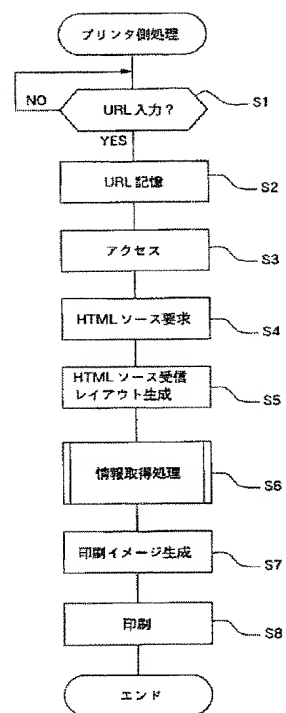 プリンタ側処理
NO
URL入力？
S1
YES
URL記憶
S2
アクセス
S3
HTMLソース要求
S4
HTMLソース受信
レイアウト生成
S5
情報取得処理
S6
印刷イメージ生成
S7
印刷
S8
エンド